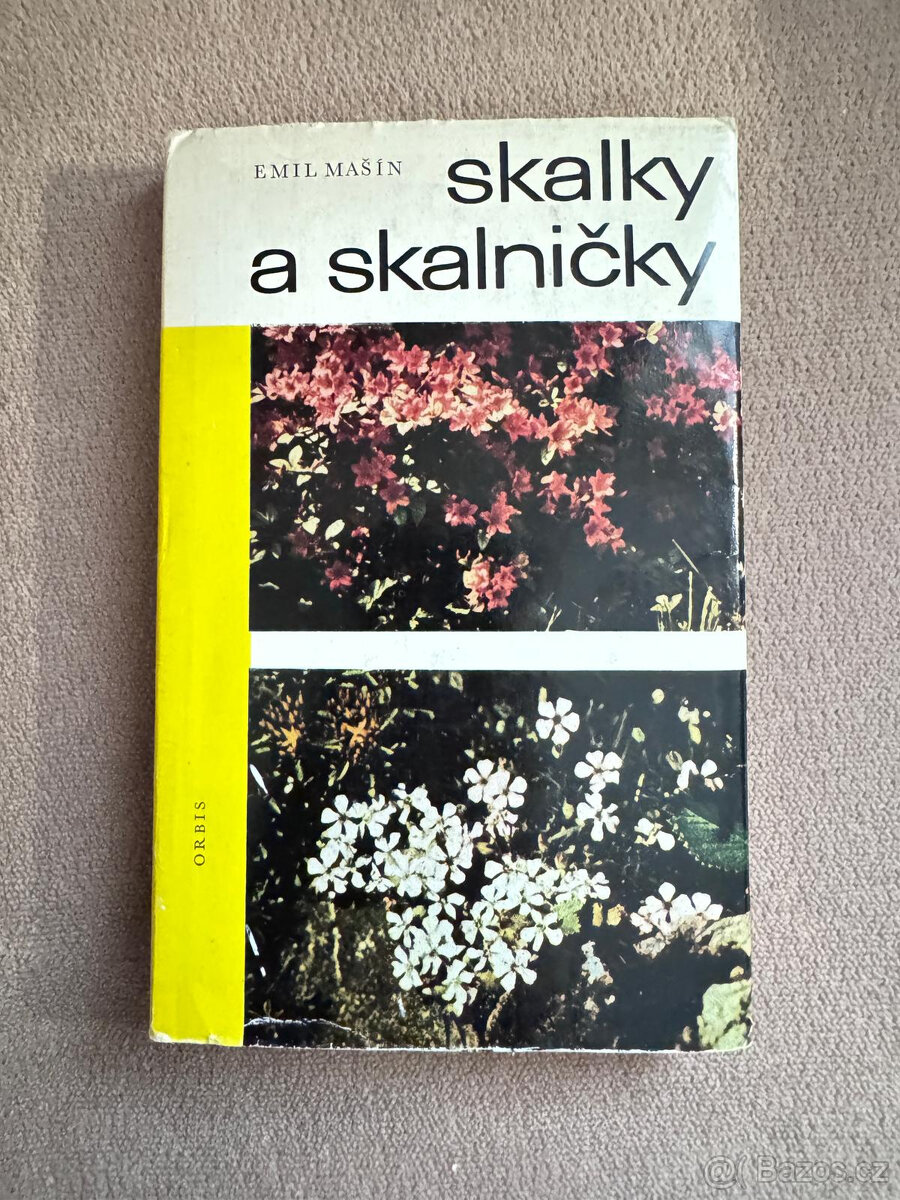 EMIL MAŠÍN
skalky
a skalničky
ORBIS
@ Bazos.cz